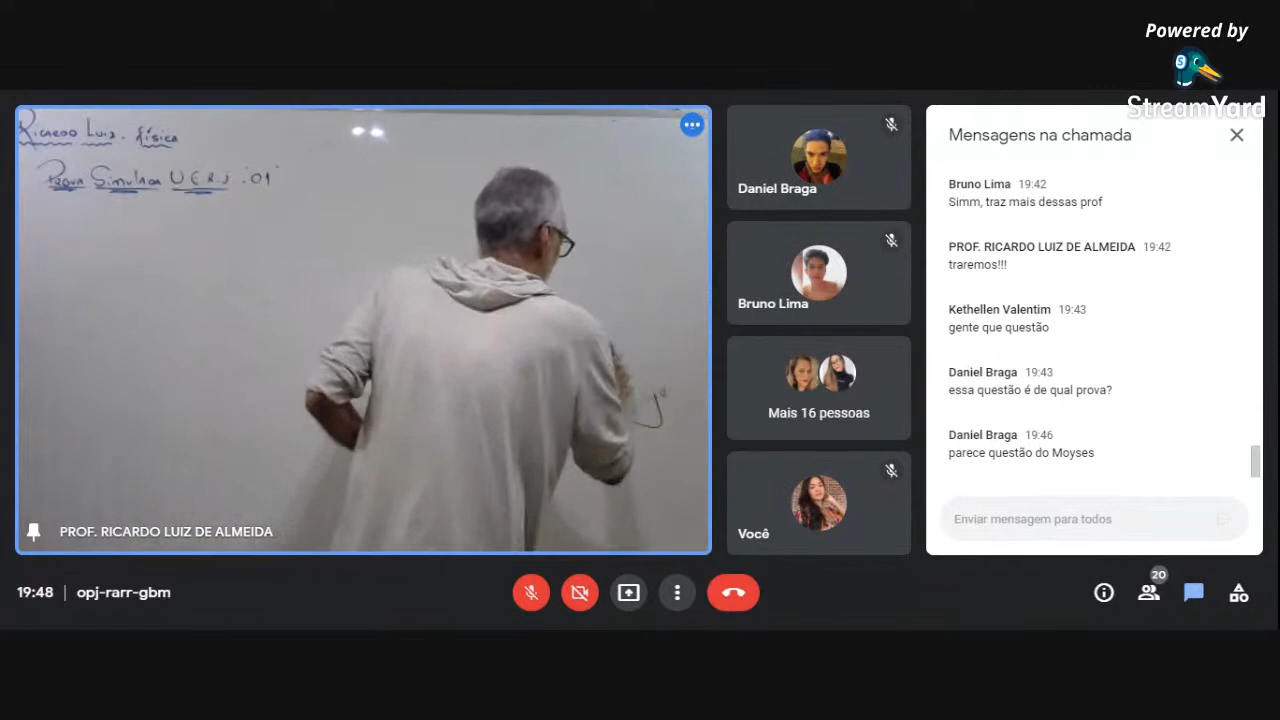 Powered by
StreamYard
Ricardo Luiz. Física
Prova Simulada U E R J : 01
PROF. RICARDO LUIZ DE ALMEIDA
Daniel Braga
Bruno Lima
Mais 16 pessoas
Você
Mensagens na chamada
Bruno Lima 19:42
Simm, traz mais dessas prof
PROF. RICARDO LUIZ DE ALMEIDA 19:42
traremos!!!
Kethellen Valentim 19:43
gente que questão
Daniel Braga 19:43
essa questão é de qual prova?
Daniel Braga 19:46
parece questão do Moyses
Enviar mensagem para todos
19:48 | opj-rarr-gbm
20